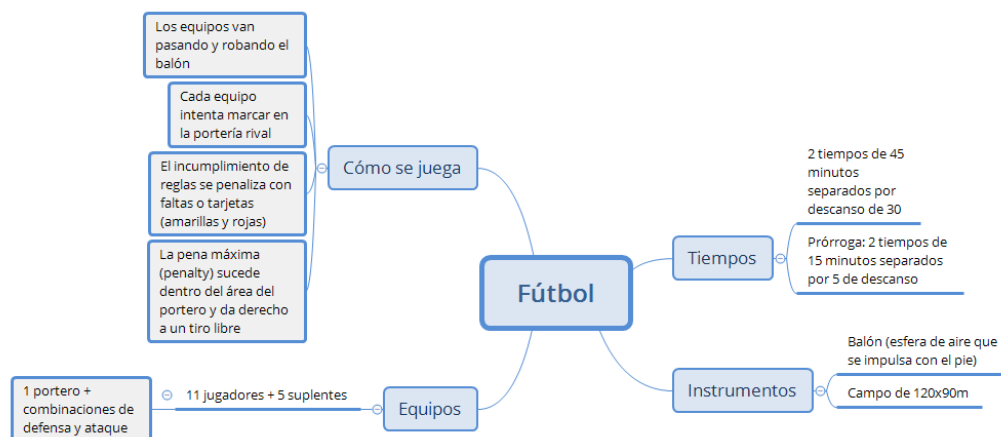 Fútbol
Cómo se juega
Los equipos van
pasando y robando el
balón
Cada equipo
intenta marcar en
la portería rival
El incumplimiento de
reglas se penaliza con
faltas o tarjetas
(amarillas y rojas)
La pena máxima
(penalty) sucede
dentro del área del
portero y da derecho
a un tiro libre
Equipos
11 jugadores + 5 suplentes
1 portero +
combinaciones de
defensa y ataque
Tiempos
2 tiempos de 45
minutos
separados por
descanso de 30
Prórroga: 2 tiempos de
15 minutos separados
por 5 de descanso
Instrumentos
Balón (esfera de aire que
se impulsa con el pie)
Campo de 120x90m